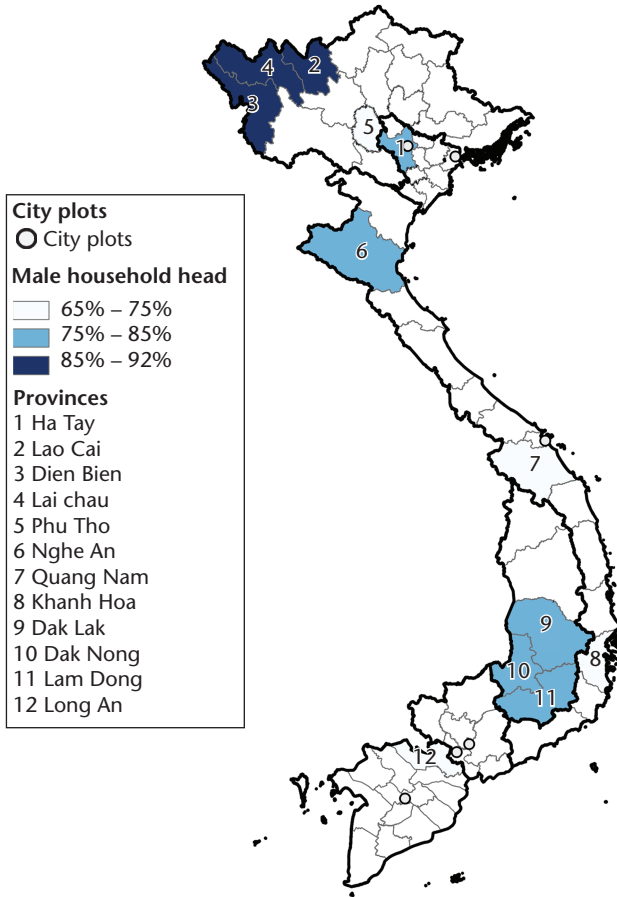 4
2
3
5
1
6
7
9
8
10
11
12
City plots
City plots
Male household head
65% – 75%
75% – 85%
85% – 92%
Provinces
1 Ha Tay
2 Lao Cai
3 Dien Bien
4 Lai chau
5 Phu Tho
6 Nghe An
7 Quang Nam
8 Khanh Hoa
9 Dak Lak
10 Dak Nong
11 Lam Dong
12 Long An